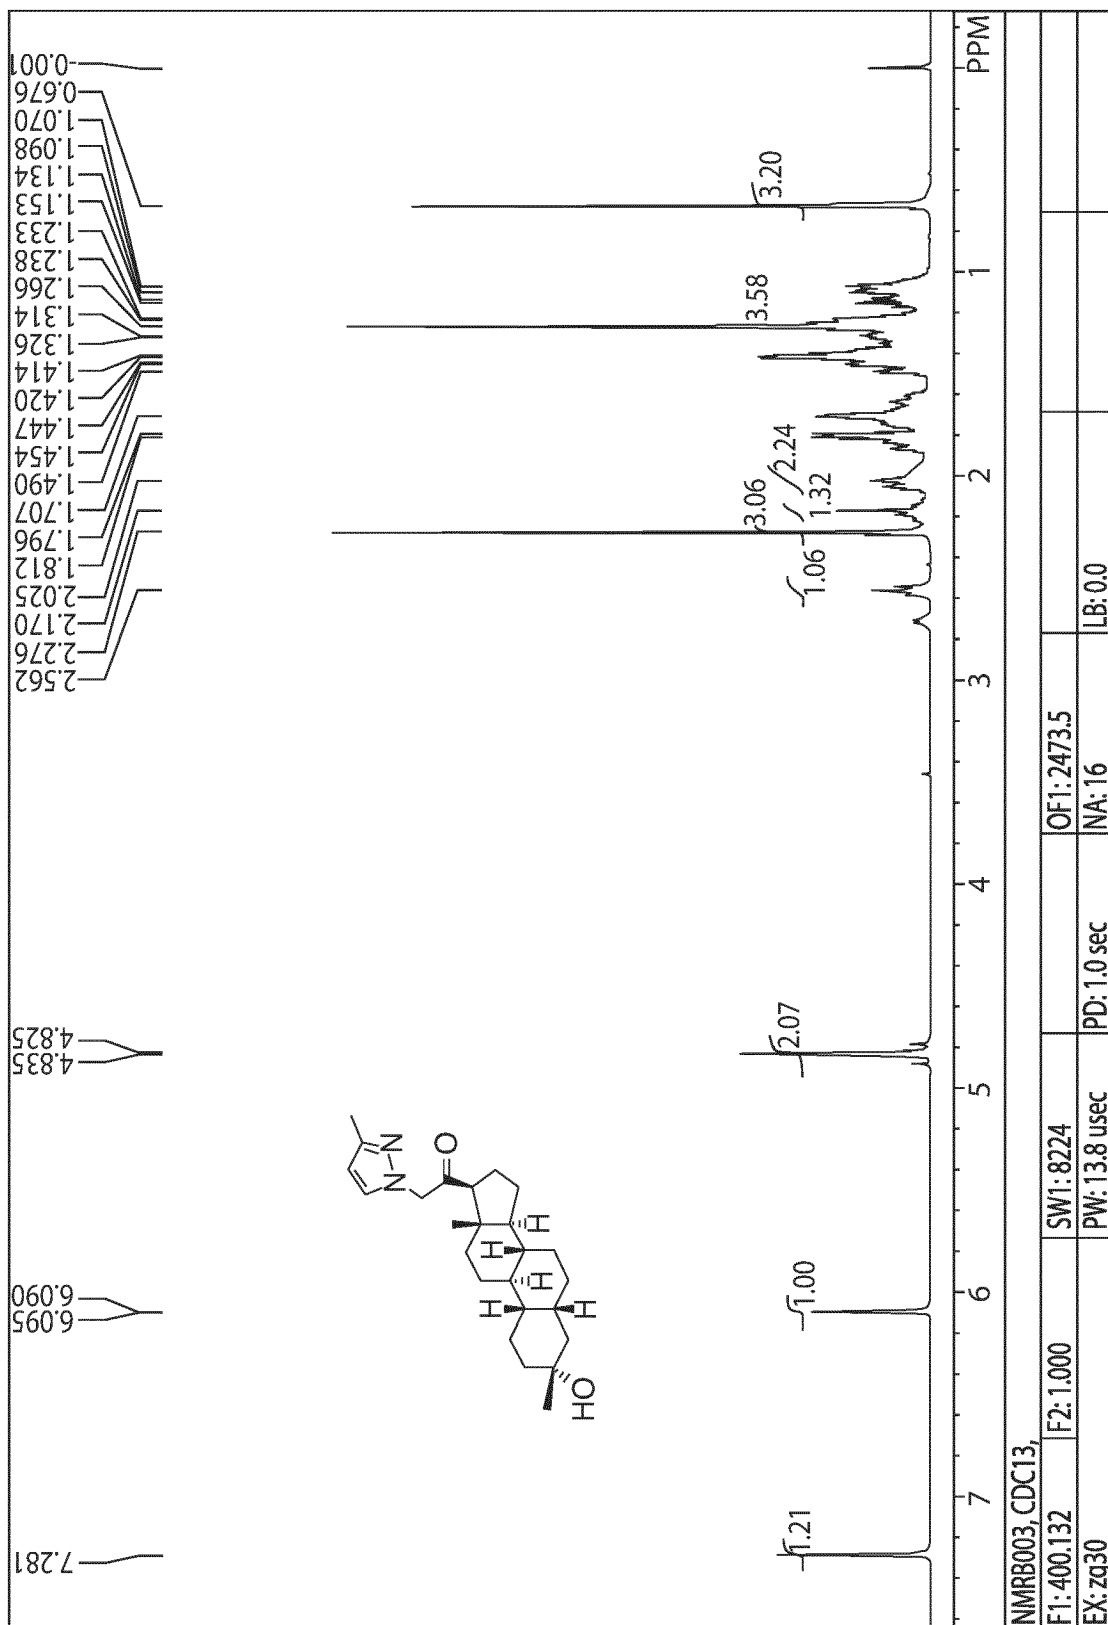 7.281
6.095
6.090
4.835
4.825
2.562
2.276
2.170
2.025
1.812
1.796
1.707
1.490
1.454
1.447
1.420
1.414
1.326
1.314
1.266
1.238
1.233
1.153
1.134
1.098
1.070
0.676
-0.001
N
N
O
H
H
H
H
H
OH
1.21
1.00
2.07
1.06
3.06
1.32
2.24
3.58
3.20
7 6 5 4 3 2 1 PPM
NMRB003, CDC13,
F1: 400.132 F2: 1.000 SW1: 8224 OF1: 2473.5
EX: zq30 PW: 13.8 usec PD: 1.0 sec NA: 16 LB: 0.0